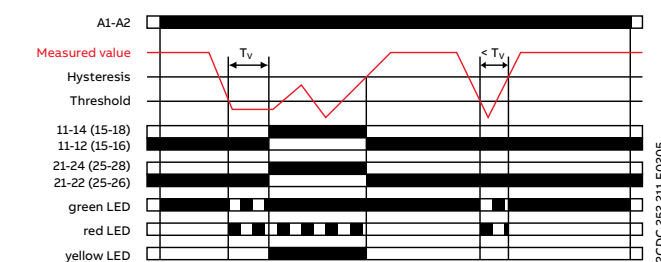 A1-A2
Measured value
Tv
< Tv
Hysteresis
Threshold
11-14 (15-18)
11-12 (15-16)
21-24 (25-28)
21-22 (25-26)
green LED
red LED
yellow LED
2CDC 252 211 F0205